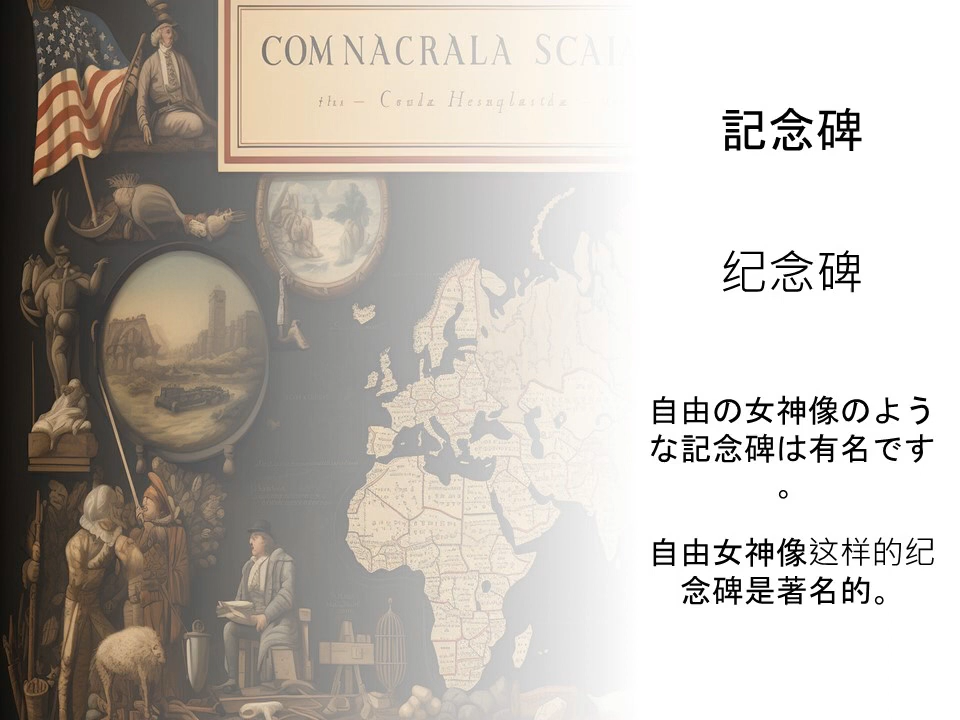 COMNACRALA SCALA
記念碑
纪念碑
自由の女神像のよう
な記念碑は有名です
。
自由女神像这样的纪
念碑是著名的。